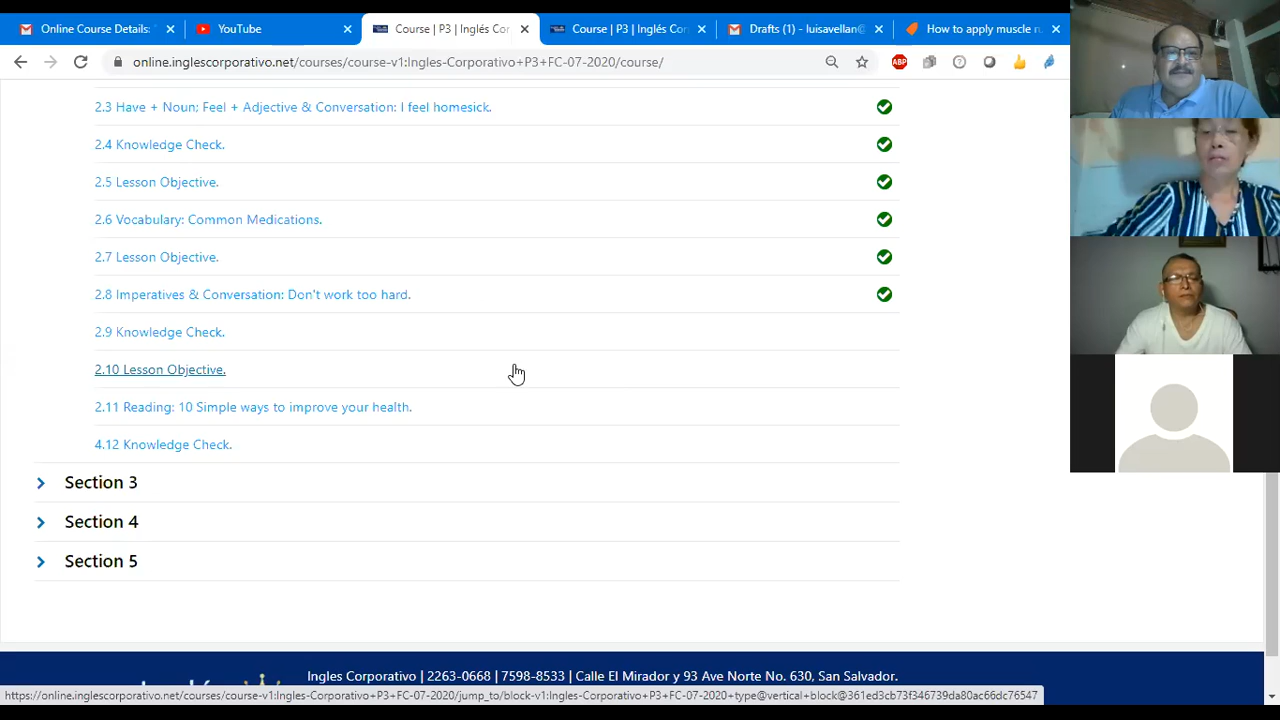 Online Course Details:
YouTube
Course | P3 | Inglés Cor
Course | P3 | Inglés Cor
Drafts (1) - luisavellan@
How to apply muscle ru
online.inglescorporativo.net/courses/course-v1:Ingles-Corporativo+P3+FC-07-2020/course/
ABP
2.3 Have + Noun; Feel + Adjective & Conversation: I feel homesick.
2.4 Knowledge Check.
2.5 Lesson Objective.
2.6 Vocabulary: Common Medications.
2.7 Lesson Objective.
2.8 Imperatives & Conversation: Don't work too hard.
2.9 Knowledge Check.
2.10 Lesson Objective.
2.11 Reading: 10 Simple ways to improve your health.
4.12 Knowledge Check.
Section 3
Section 4
Section 5
Ingles Corporativo | 2263-0668 | 7598-8533 | Calle El Mirador y 93 Ave Norte No. 630, San Salvador.
https://online.inglescorporativo.net/courses/course-v1:Ingles-Corporativo+P3+FC-07-2020/jump_to/block-v1:Ingles-Corporativo+P3+FC-07-2020+type@vertical+block@361ed3cb73f346739da80ac66dc76547